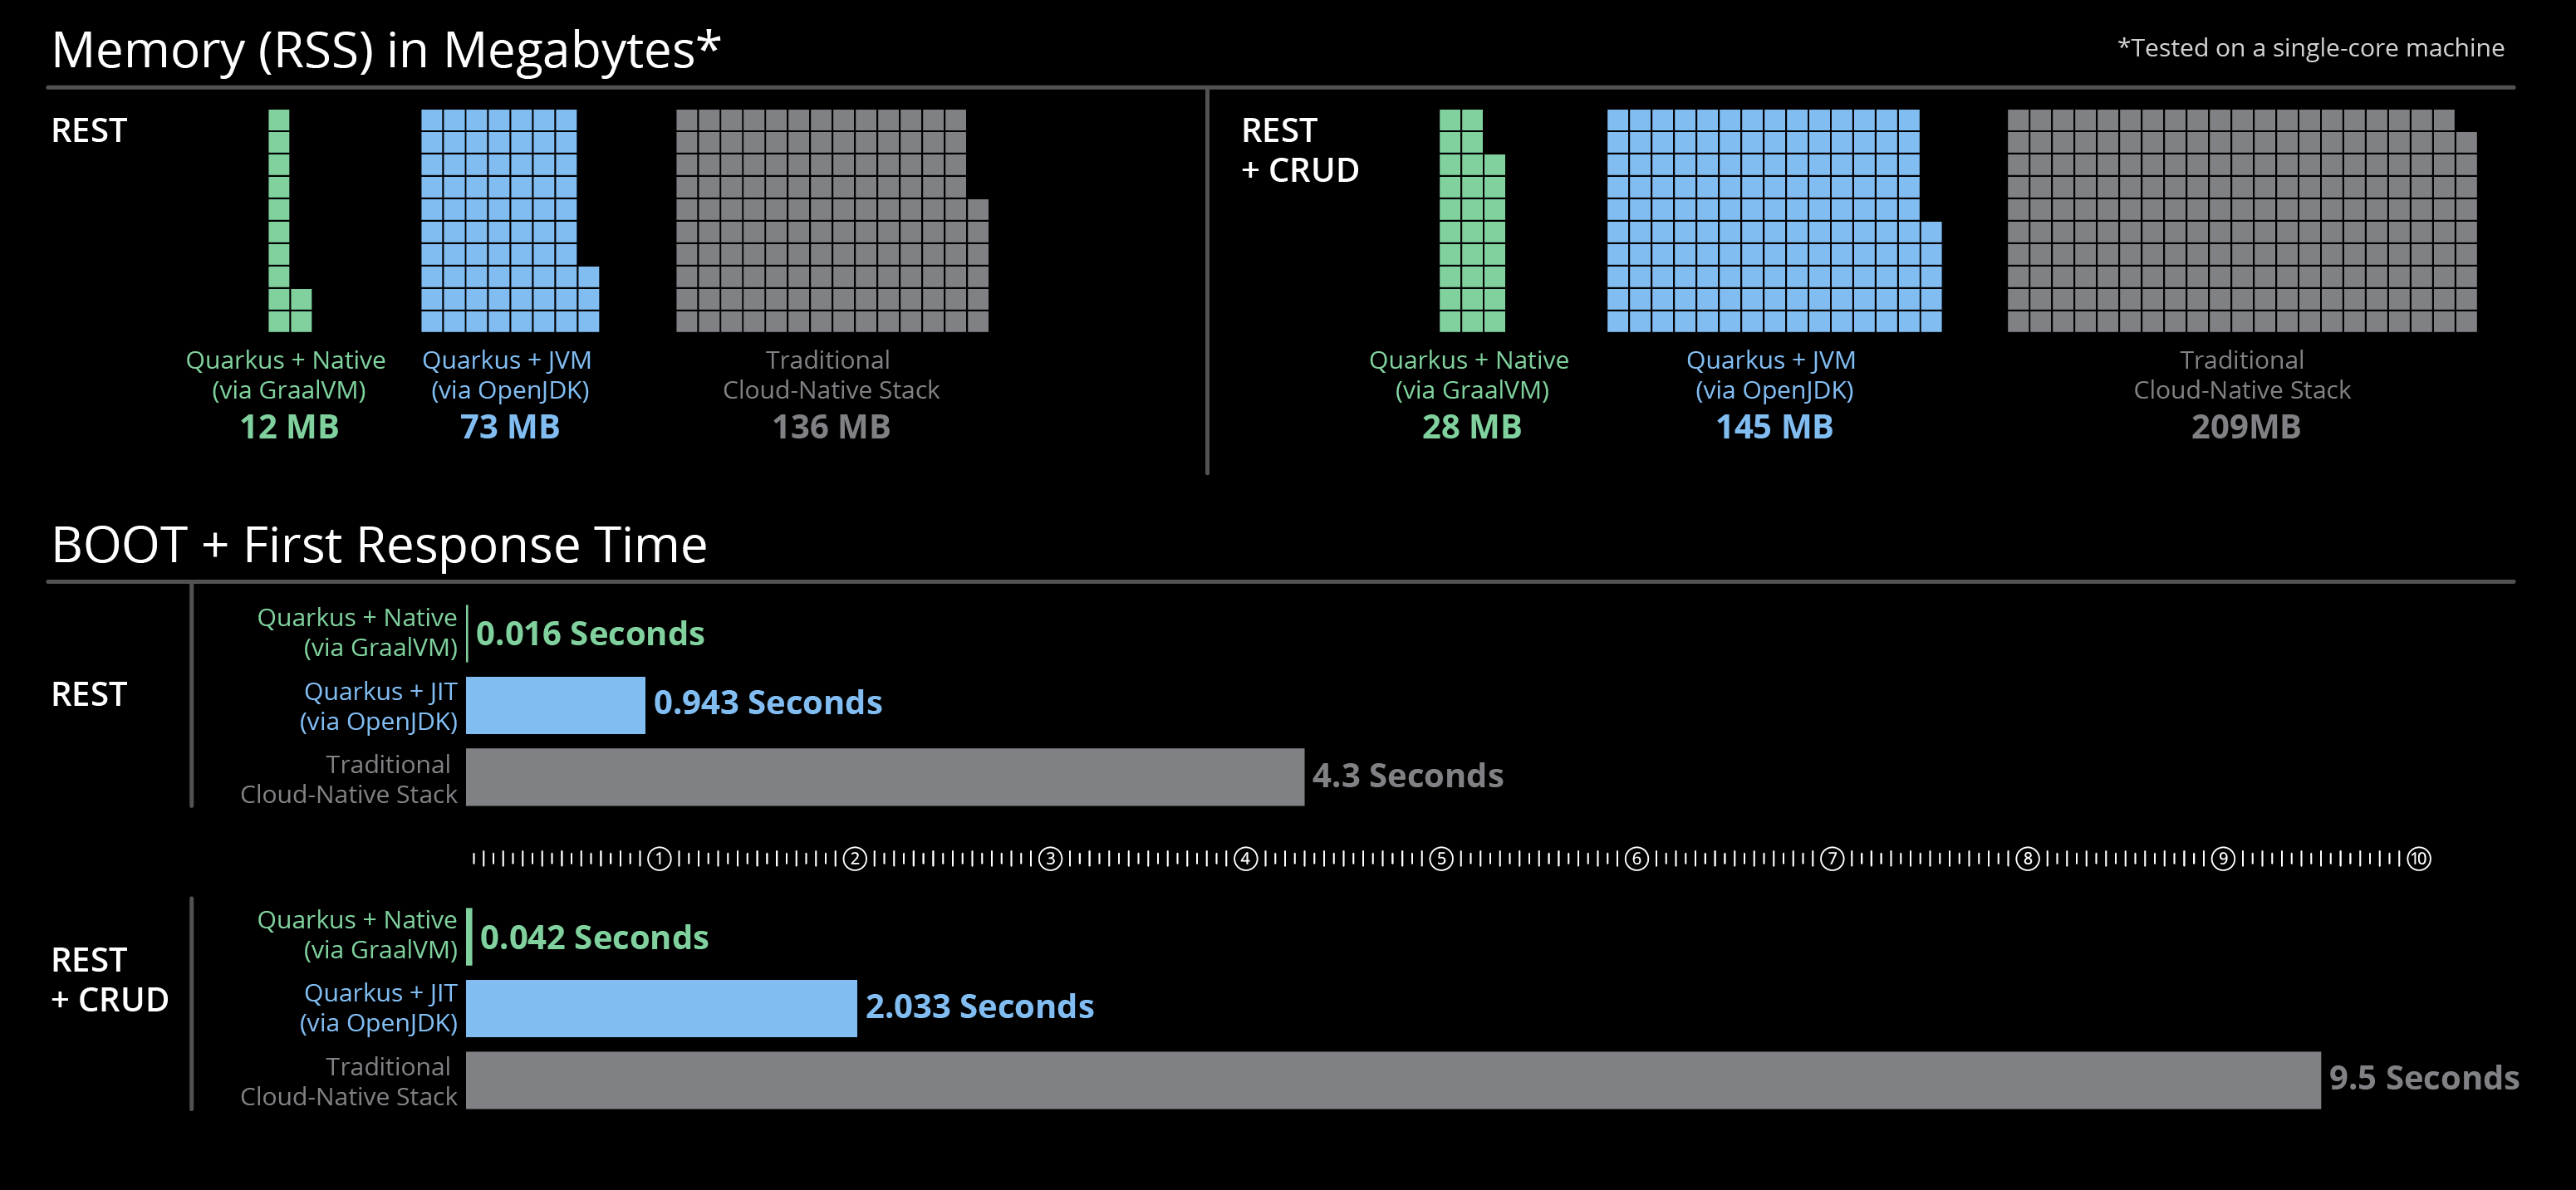 Memory (RSS) in Megabytes*
*Tested on a single-core machine
REST
Quarkus + Native
(via GraalVM)
12 MB
Quarkus + JVM
(via OpenJDK)
73 MB
Traditional
Cloud-Native Stack
136 MB
REST
+ CRUD
Quarkus + Native
(via GraalVM)
28 MB
Quarkus + JVM
(via OpenJDK)
145 MB
Traditional
Cloud-Native Stack
209MB
BOOT + First Response Time
REST
Quarkus + Native
(via GraalVM)
0.016 Seconds
Quarkus + JIT
(via OpenJDK)
0.943 Seconds
Traditional
Cloud-Native Stack
4.3 Seconds
1 2 3 4 5 6 7 8 9 10
REST
+ CRUD
Quarkus + Native
(via GraalVM)
0.042 Seconds
Quarkus + JIT
(via OpenJDK)
2.033 Seconds
Traditional
Cloud-Native Stack
9.5 Seconds